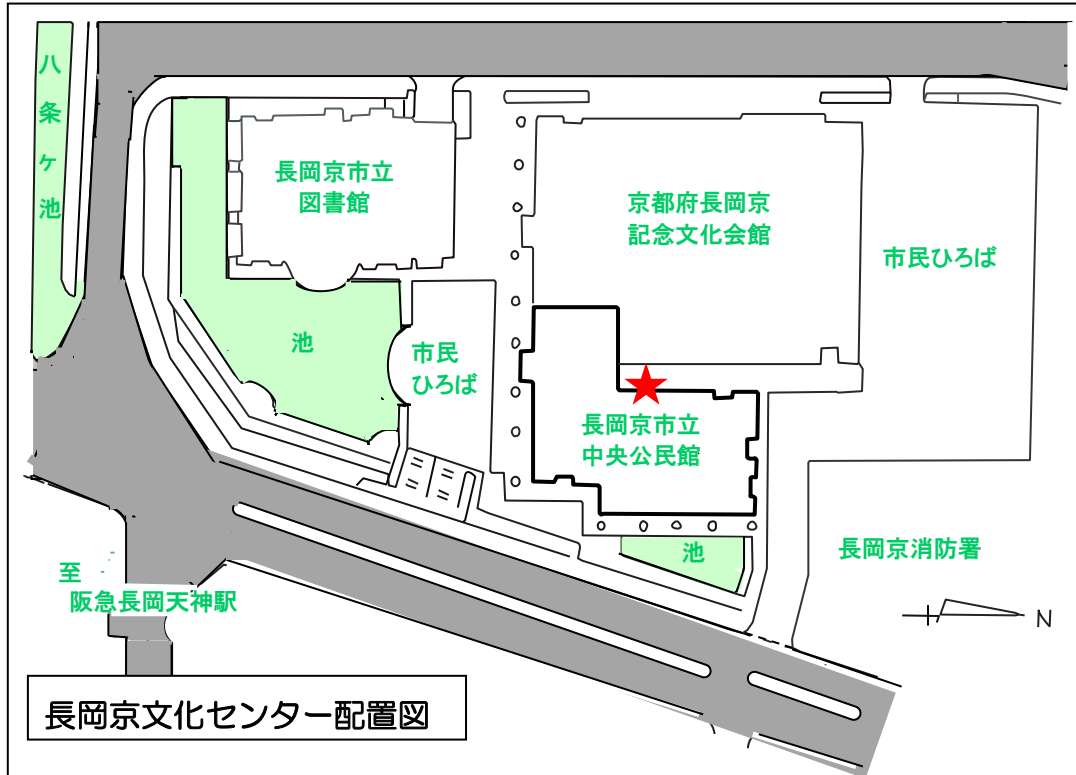 八条ヶ池
長岡京市立
図書館
京都府長岡京
記念文化会館
市民ひろば
池
市民
ひろば
長岡京市立
中央公民館
池
長岡京消防署
至
阪急長岡天神駅
N
長岡京文化センター配置図